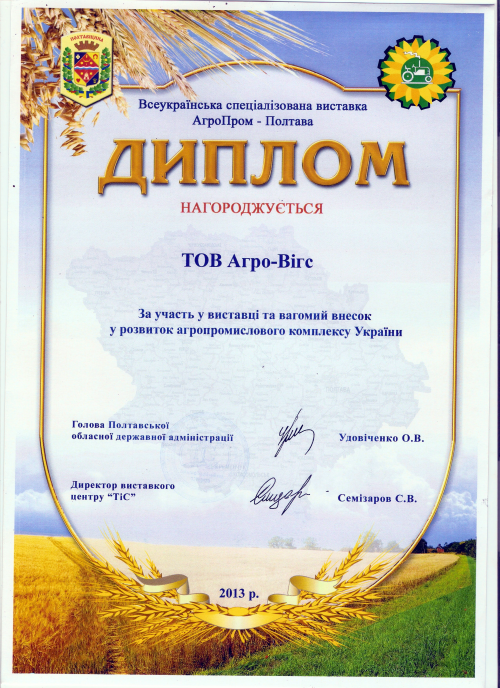 ПОЛТАВЩИНА
Всеукраїнська спеціалізована виставка
АгроПром - Полтава
ДИПЛОМ
НАГОРОДЖУЄТЬСЯ
ТОВ Агро-Вігс
За участь у виставці та вагомий внесок
у розвиток агропромислового комплексу України
Голова Полтавської
обласної державної адміністрації
Удовіченко О.В.
Директор виставкого
центру “ТіС”
Семізаров С.В.
2013 р.